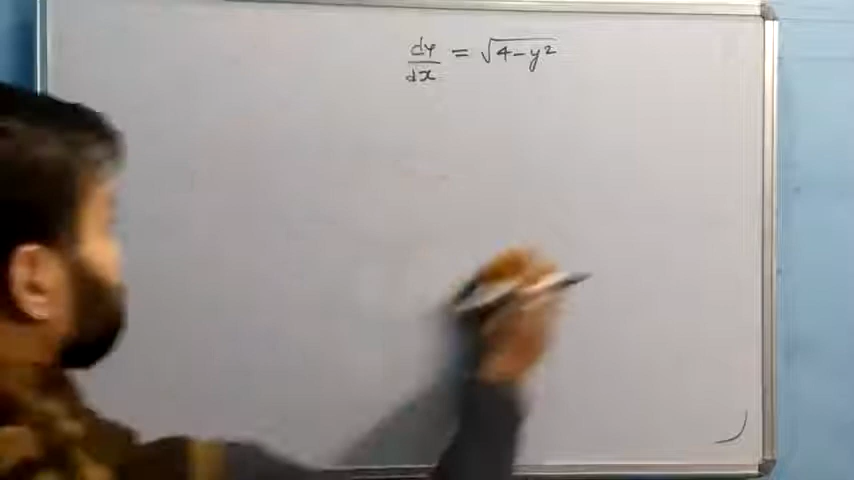 dy/dx = √4-y²